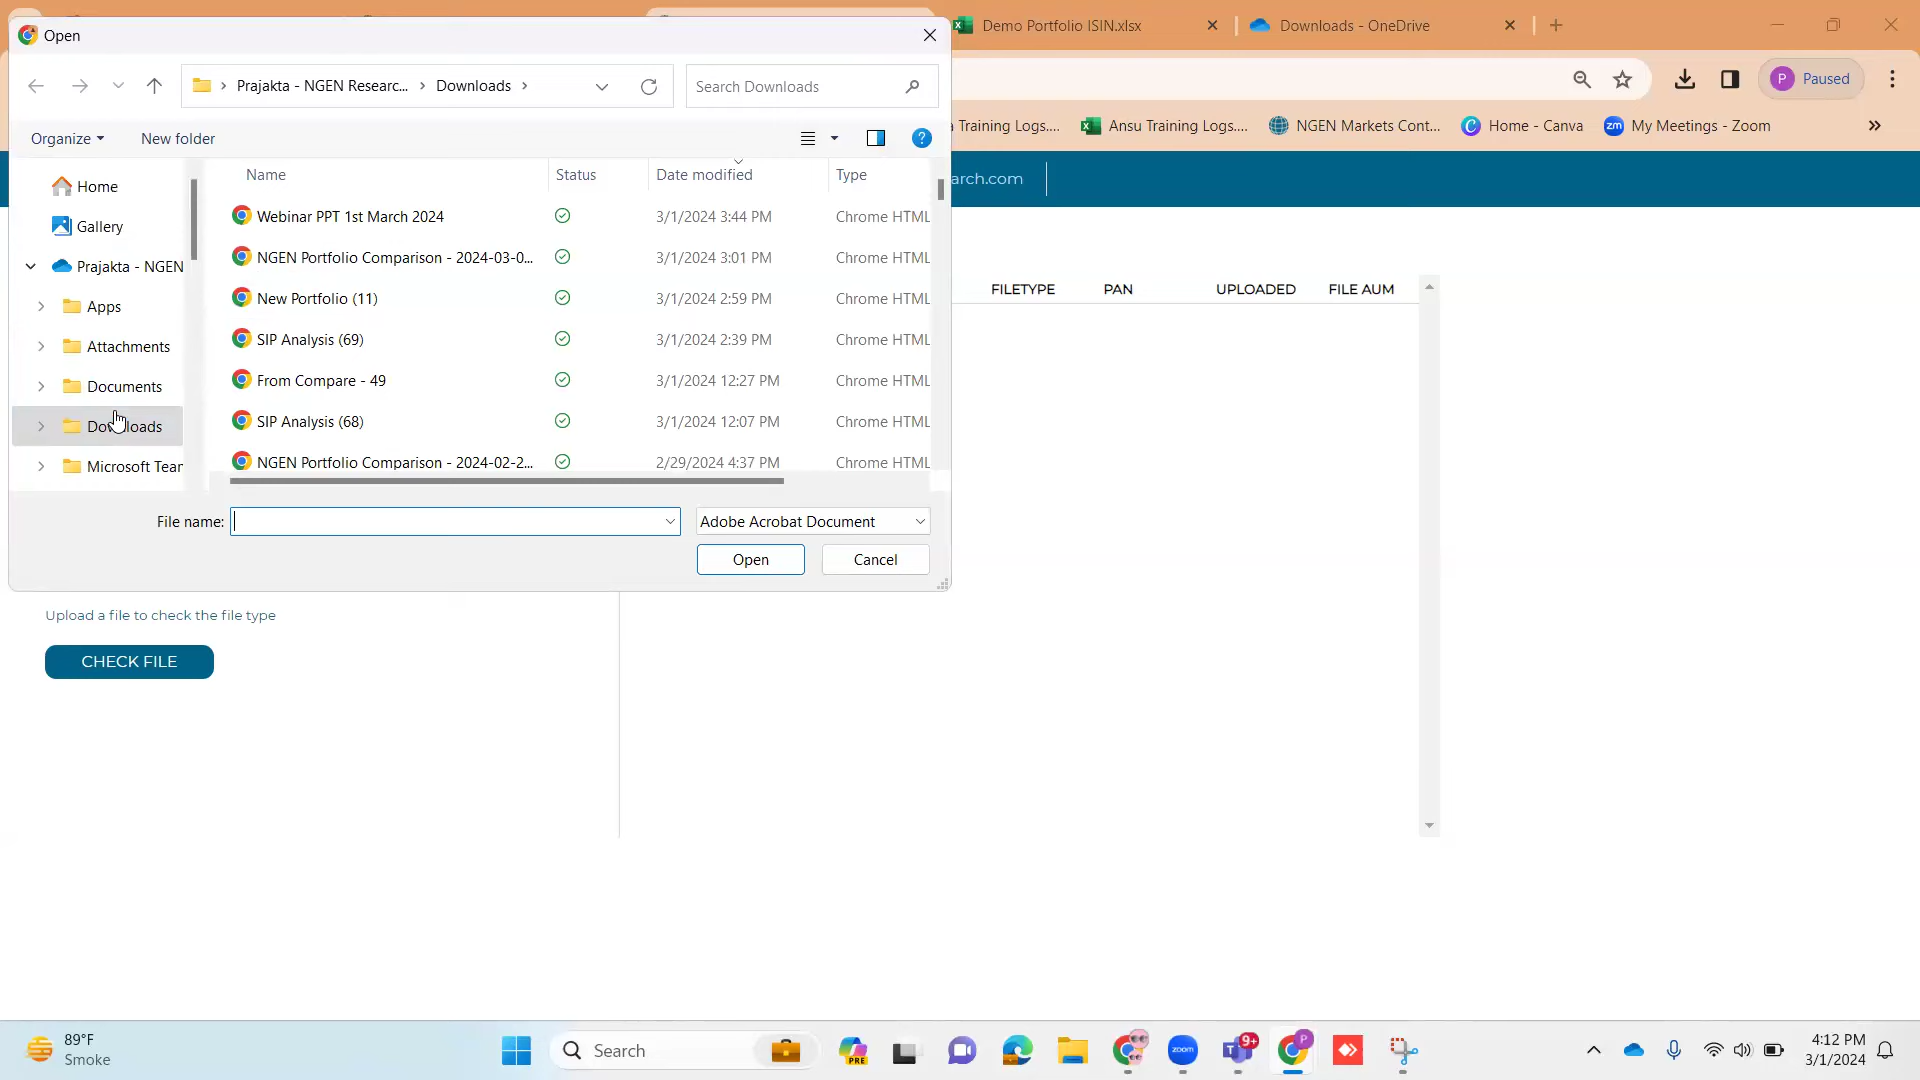 Open
Demo Portfolio ISIN.xlsx
Downloads - OneDrive
Prajakta - NGEN Researc... > Downloads >
Search Downloads
P Paused
Organize
New folder
Training Logs....
Ansu Training Logs....
NGEN Markets Cont...
Home - Canva
zm My Meetings - Zoom
Home
Gallery
Prajakta - NGEN
Apps
Attachments
Documents
Downloads
Name Status Date modified Type
Webinar PPT 1st March 2024 3/1/2024 3:44 PM Chrome HTML
NGEN Portfolio Comparison - 2024-03-0... 3/1/2024 3:01 PM Chrome HTML
New Portfolio (11) 3/1/2024 2:59 PM Chrome HTML
SIP Analysis (69) 3/1/2024 2:39 PM Chrome HTML
From Compare - 49 3/1/2024 12:27 PM Chrome HTML
SIP Analysis (68) 3/1/2024 12:07 PM Chrome HTML
NGEN Portfolio Comparison - 2024-02-2... 2/29/2024 4:37 PM Chrome HTML
arch.com
FILETYPE PAN UPLOADED FILE AUM
File name:
Adobe Acrobat Document
Open Cancel
Upload a file to check the file type
CHECK FILE
89°F
Smoke
Search
PRE
zoom
9+
P
4:12 PM
3/1/2024